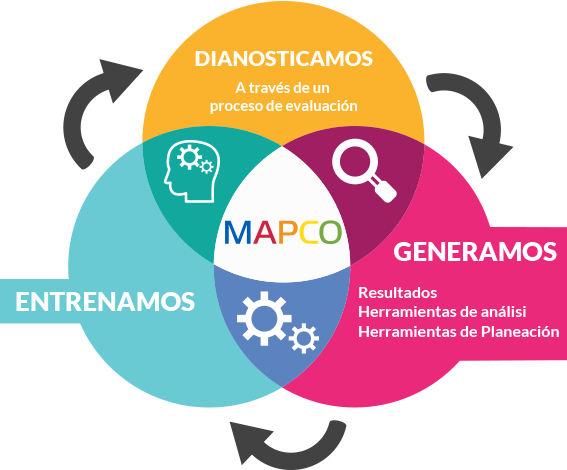 DIANOSTICAMOS
A través de un
proceso de evaluación
MAPCO
GENERAMOS
Resultados
Herramientas de análisi
Herramientas de Planeación
ENTRENAMOS